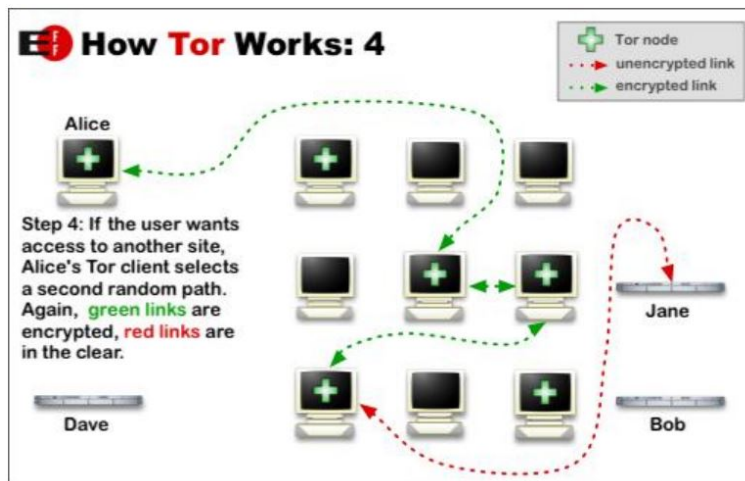 EFF How Tor Works: 4
Tor node
unencrypted link
encrypted link
Alice
Step 4: If the user wants
access to another site,
Alice's Tor client selects
a second random path.
Again, green links are
encrypted, red links are
in the clear.
Jane
Dave
Bob